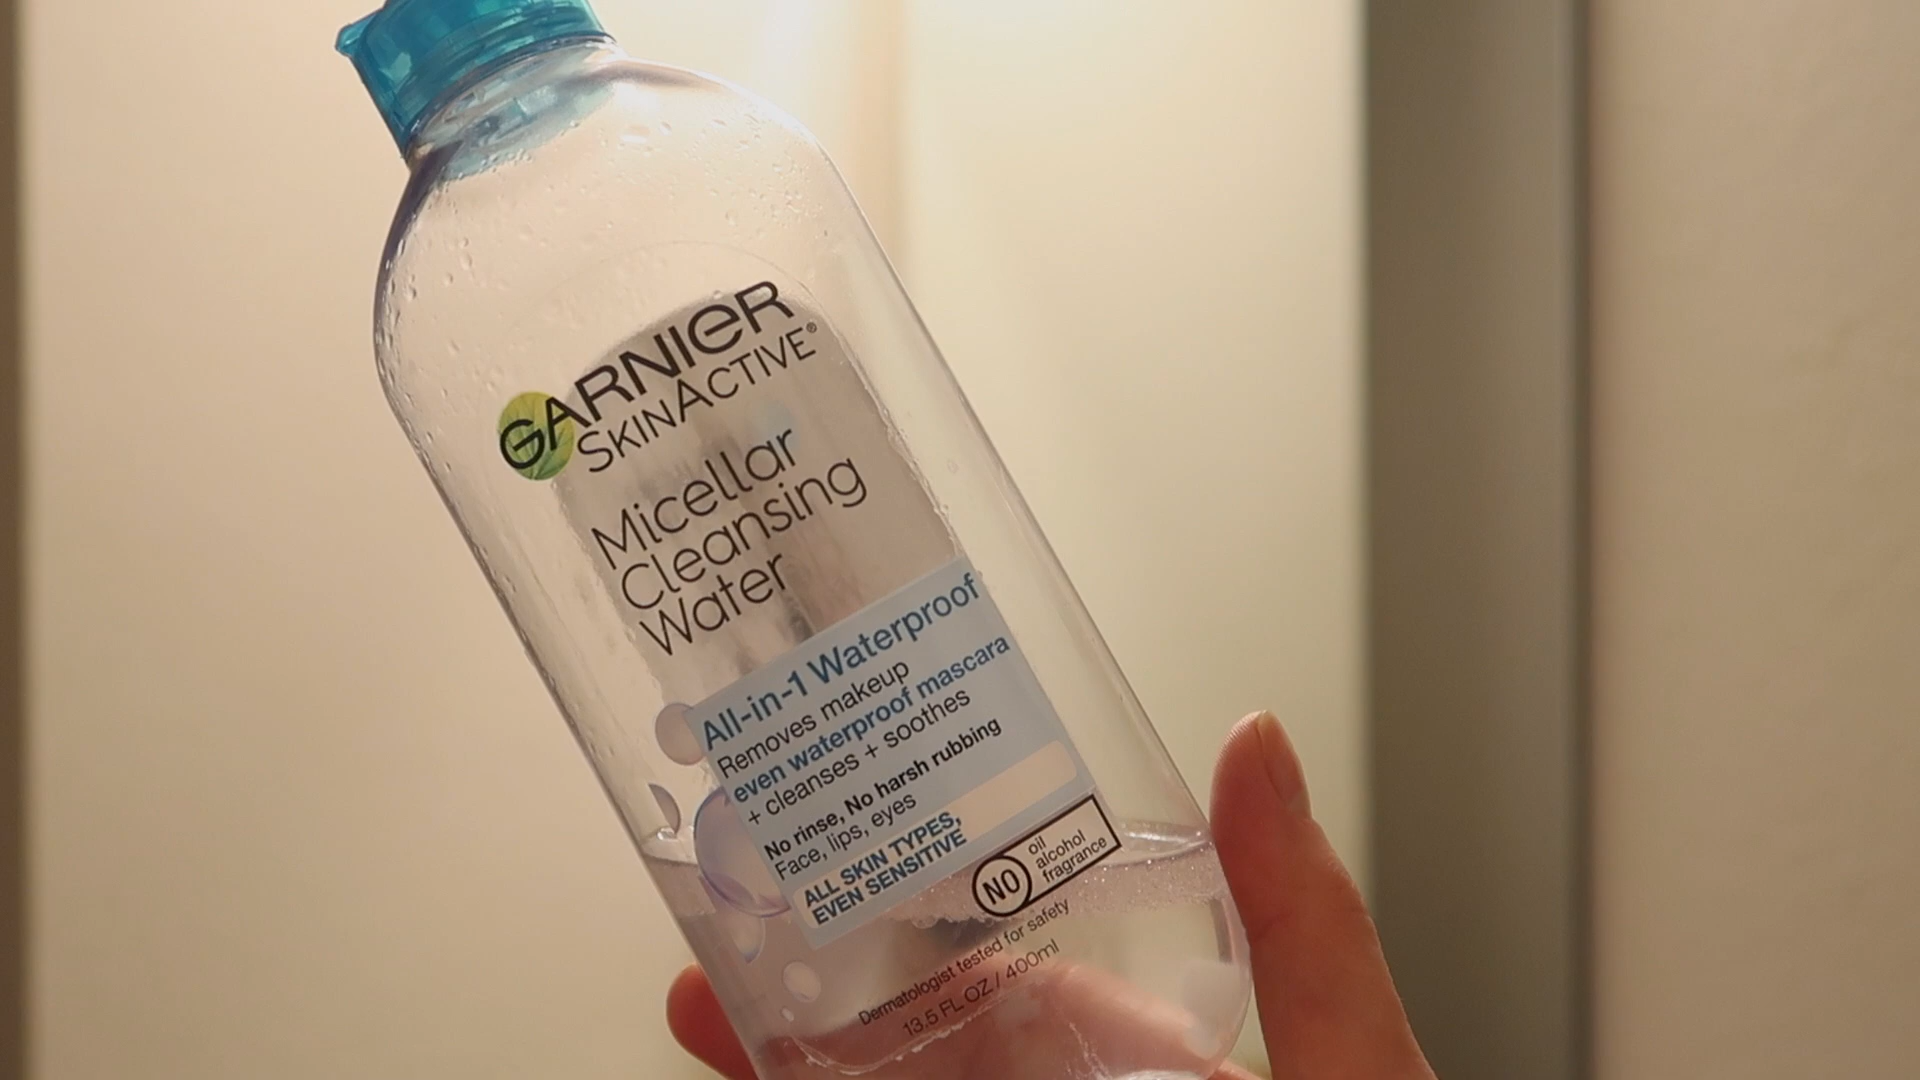 GARNIER
SKINACTIVE®
Micellar
Cleansing
Water
All-in-1 Waterproof
Removes makeup
even waterproof mascara
+ cleanses + soothes
No rinse, No harsh rubbing
Face, lips, eyes
ALL SKIN TYPES,
EVEN SENSITIVE
NO
oil
alcohol
fragrance
Dermatologist tested for safety
13.5 FL OZ / 400ml